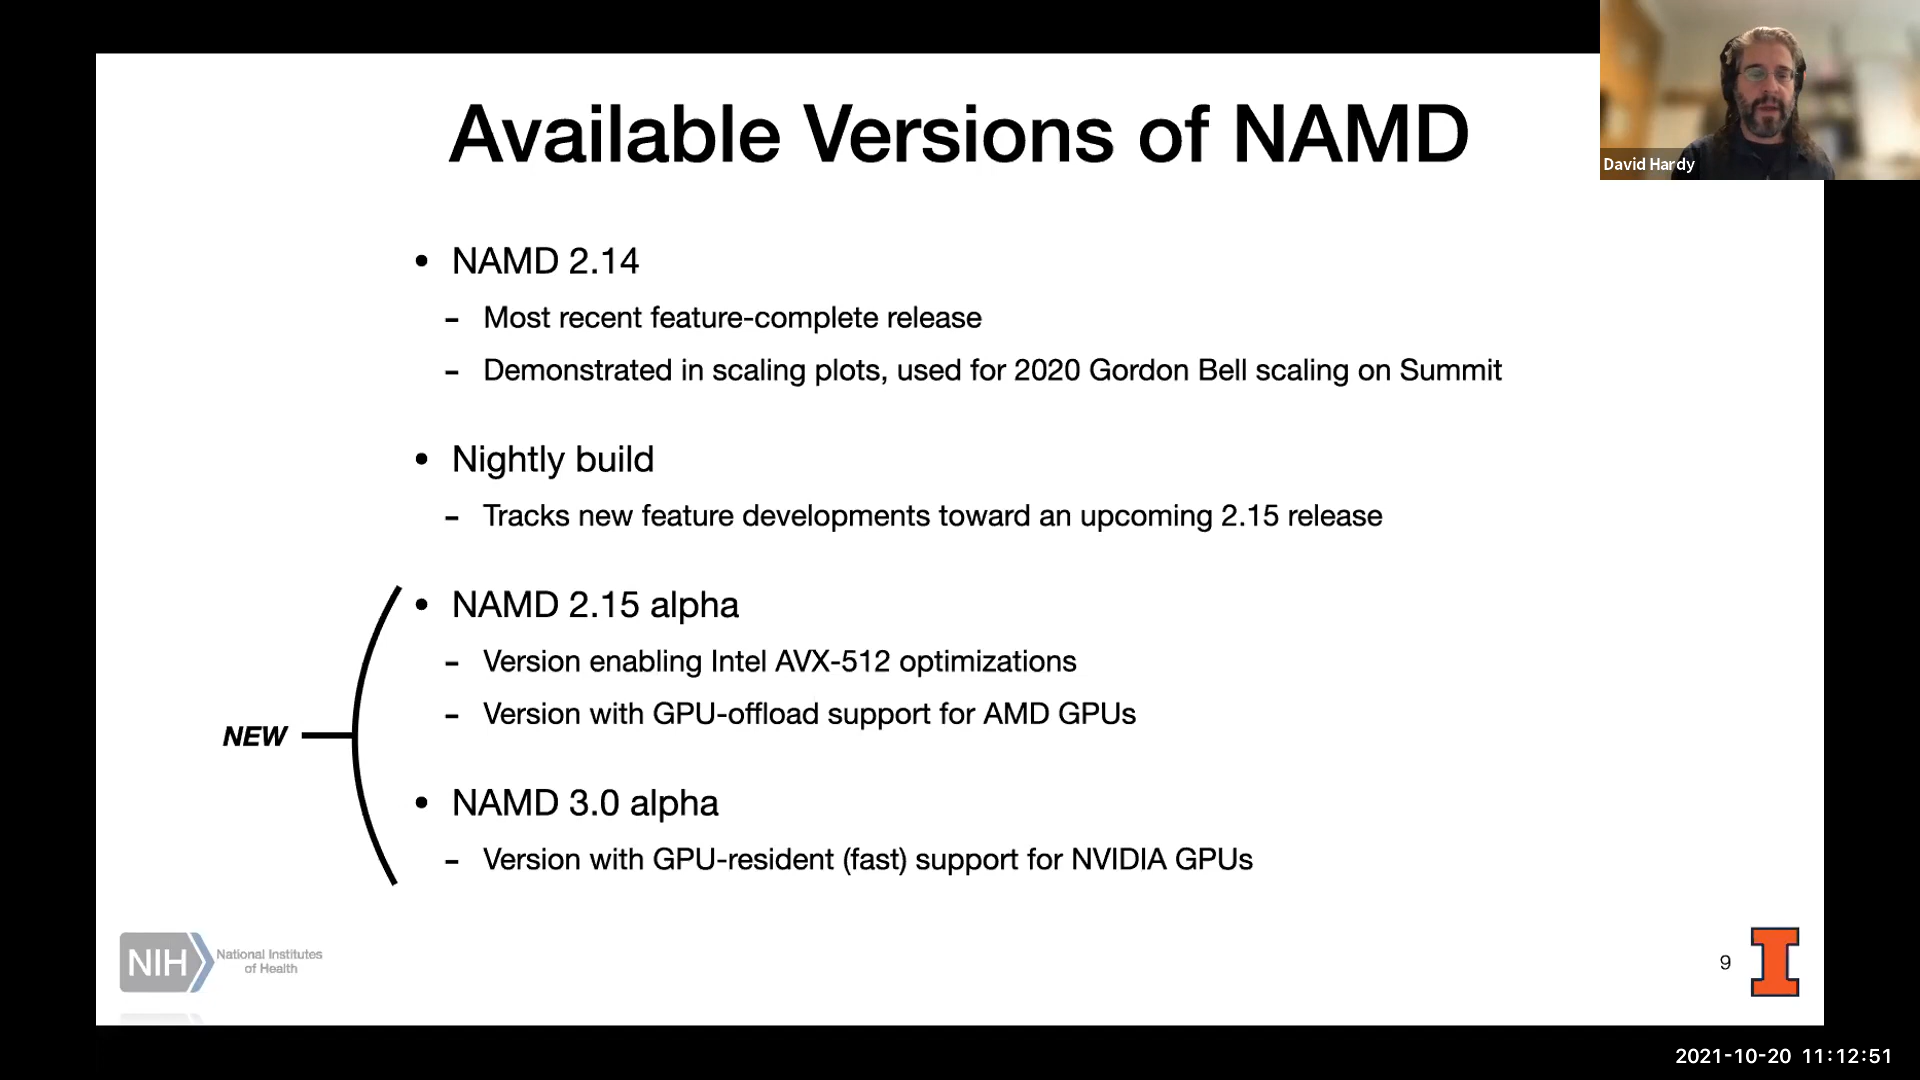 Available Versions of NAMD
David Hardy
• NAMD 2.14
- Most recent feature-complete release
- Demonstrated in scaling plots, used for 2020 Gordon Bell scaling on Summit
• Nightly build
- Tracks new feature developments toward an upcoming 2.15 release
• NAMD 2.15 alpha
- Version enabling Intel AVX-512 optimizations
- Version with GPU-offload support for AMD GPUs
NEW
• NAMD 3.0 alpha
- Version with GPU-resident (fast) support for NVIDIA GPUs
NIH National Institutes
of Health
9
I
2021-10-20 11:12:51